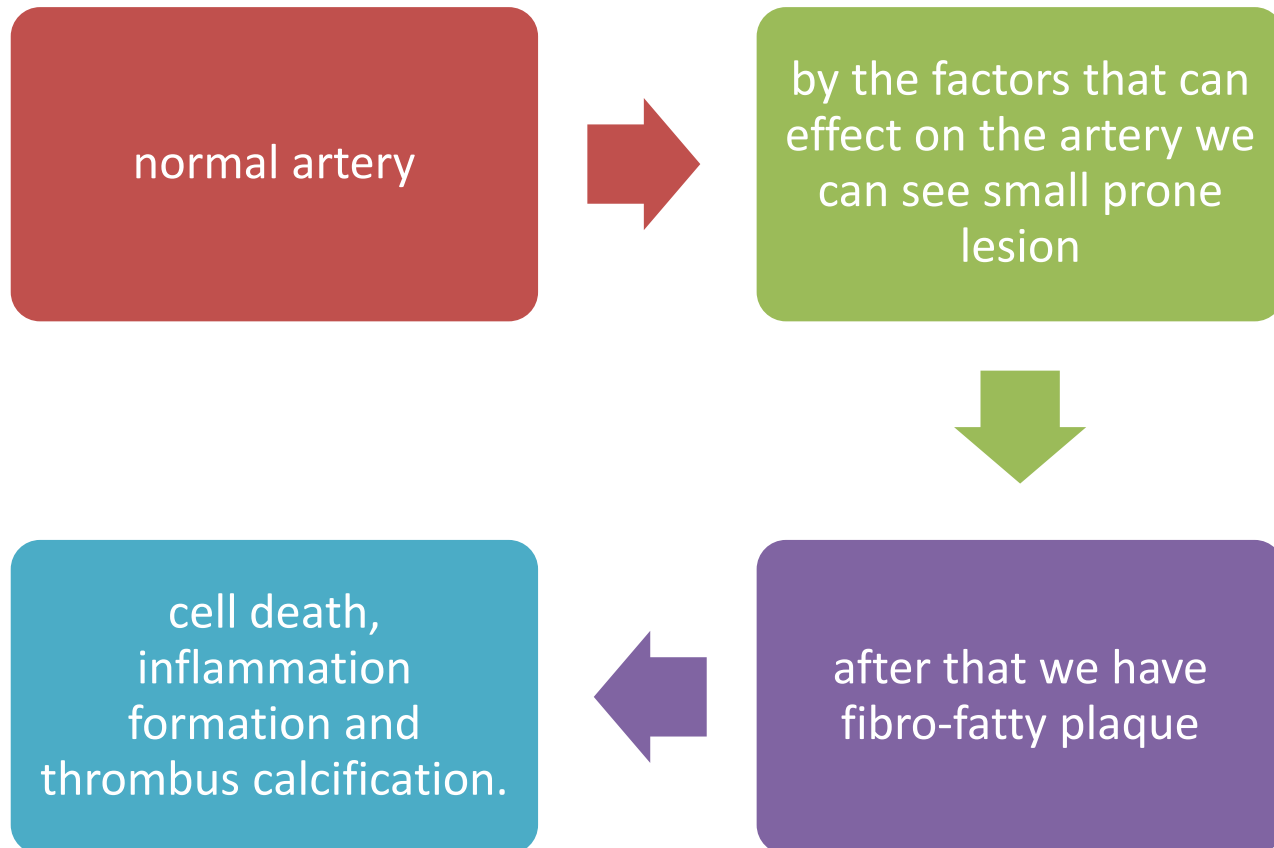 normal artery
by the factors that can
effect on the artery we
can see small prone
lesion
after that we have
fibro-fatty plaque
cell death,
inflammation
formation and
thrombus calcification.